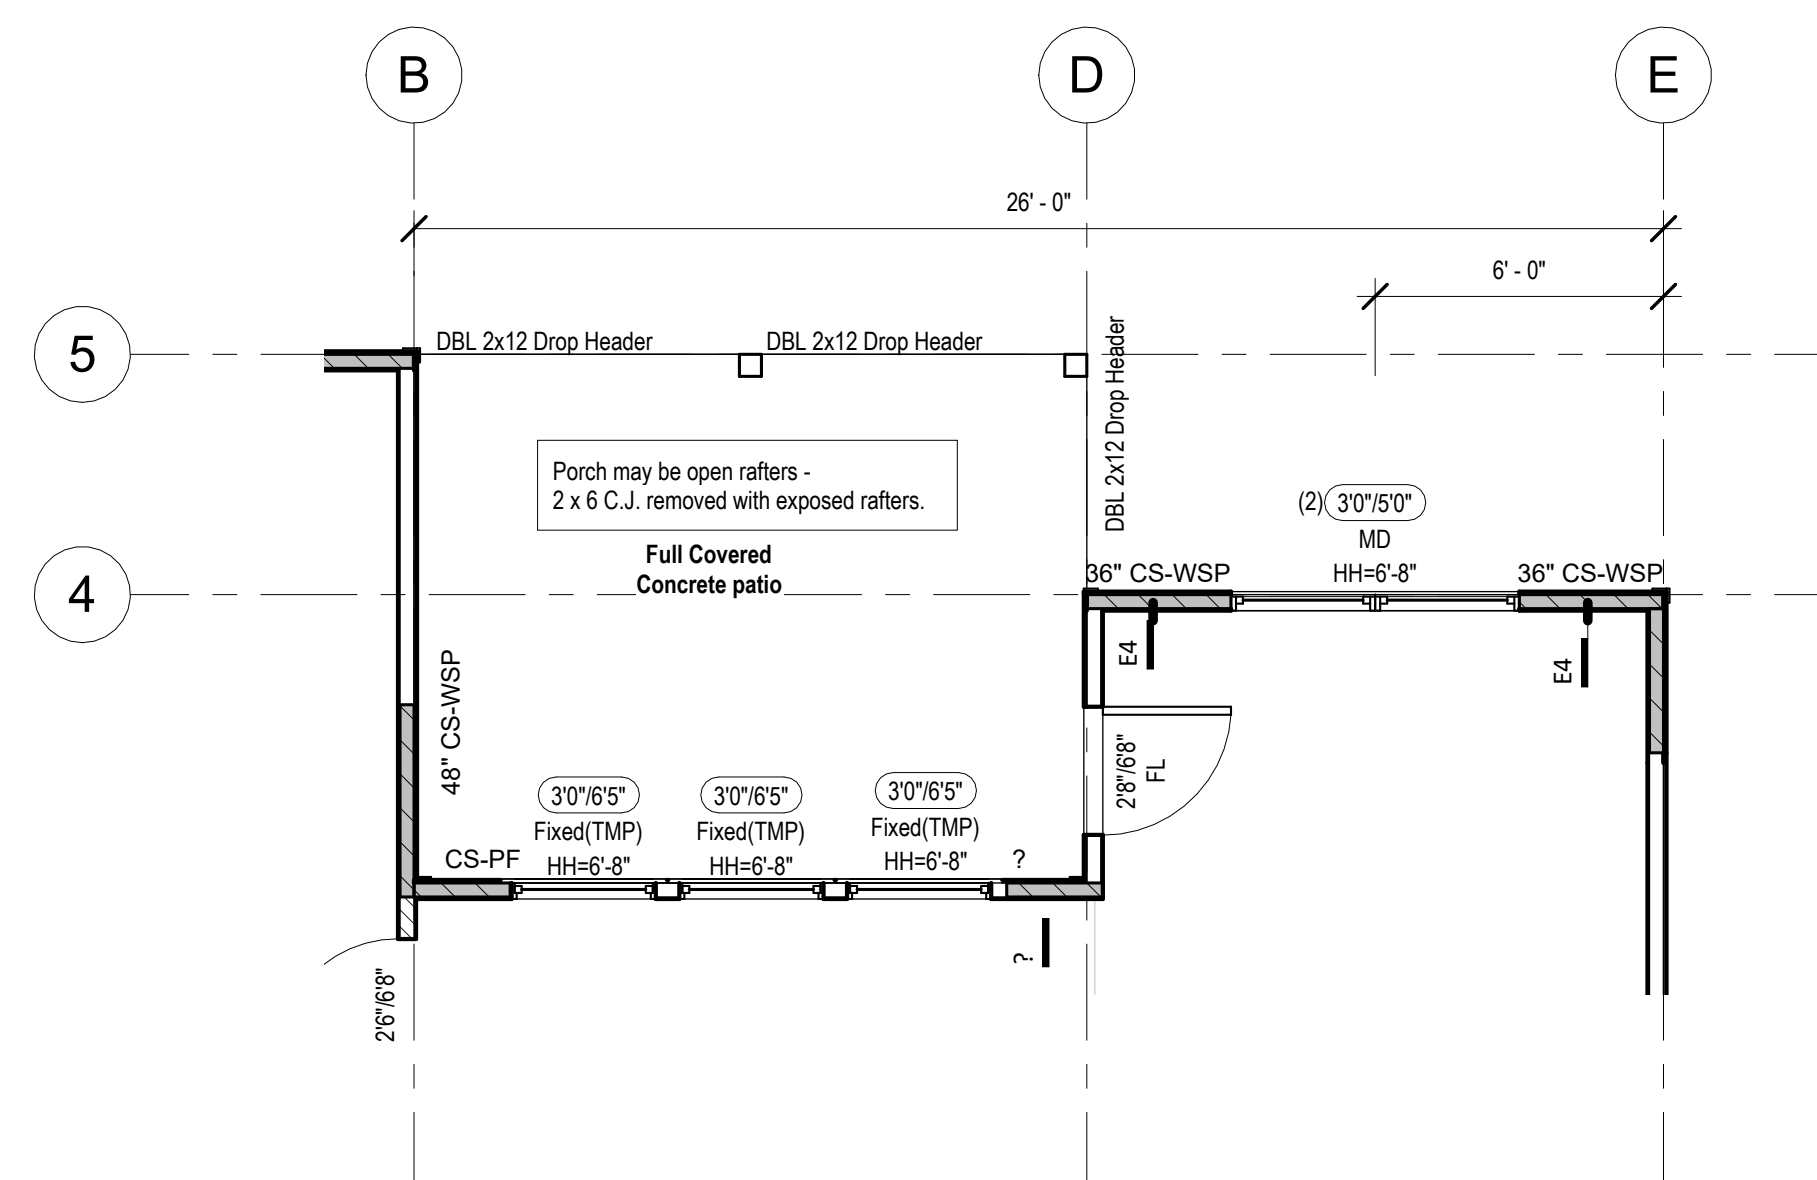 B
D
E
26' - 0"
6' - 0"
5
DBL 2x12 Drop Header
DBL 2x12 Drop Header
DBL 2x12 Drop Header
Porch may be open rafters -
2 x 6 C.J. removed with exposed rafters.
(2) 3'0"/5'0"
MD
HH=6'-8"
Full Covered
Concrete patio
4
36" CS-WSP
36" CS-WSP
E4
E4
48" CS-WSP
2'8"/6'8"
FL
3'0"/6'5"
Fixed(TMP)
HH=6'-8"
3'0"/6'5"
Fixed(TMP)
HH=6'-8"
3'0"/6'5"
Fixed(TMP)
HH=6'-8"
CS-PF
?
?
2'6"/6'8"